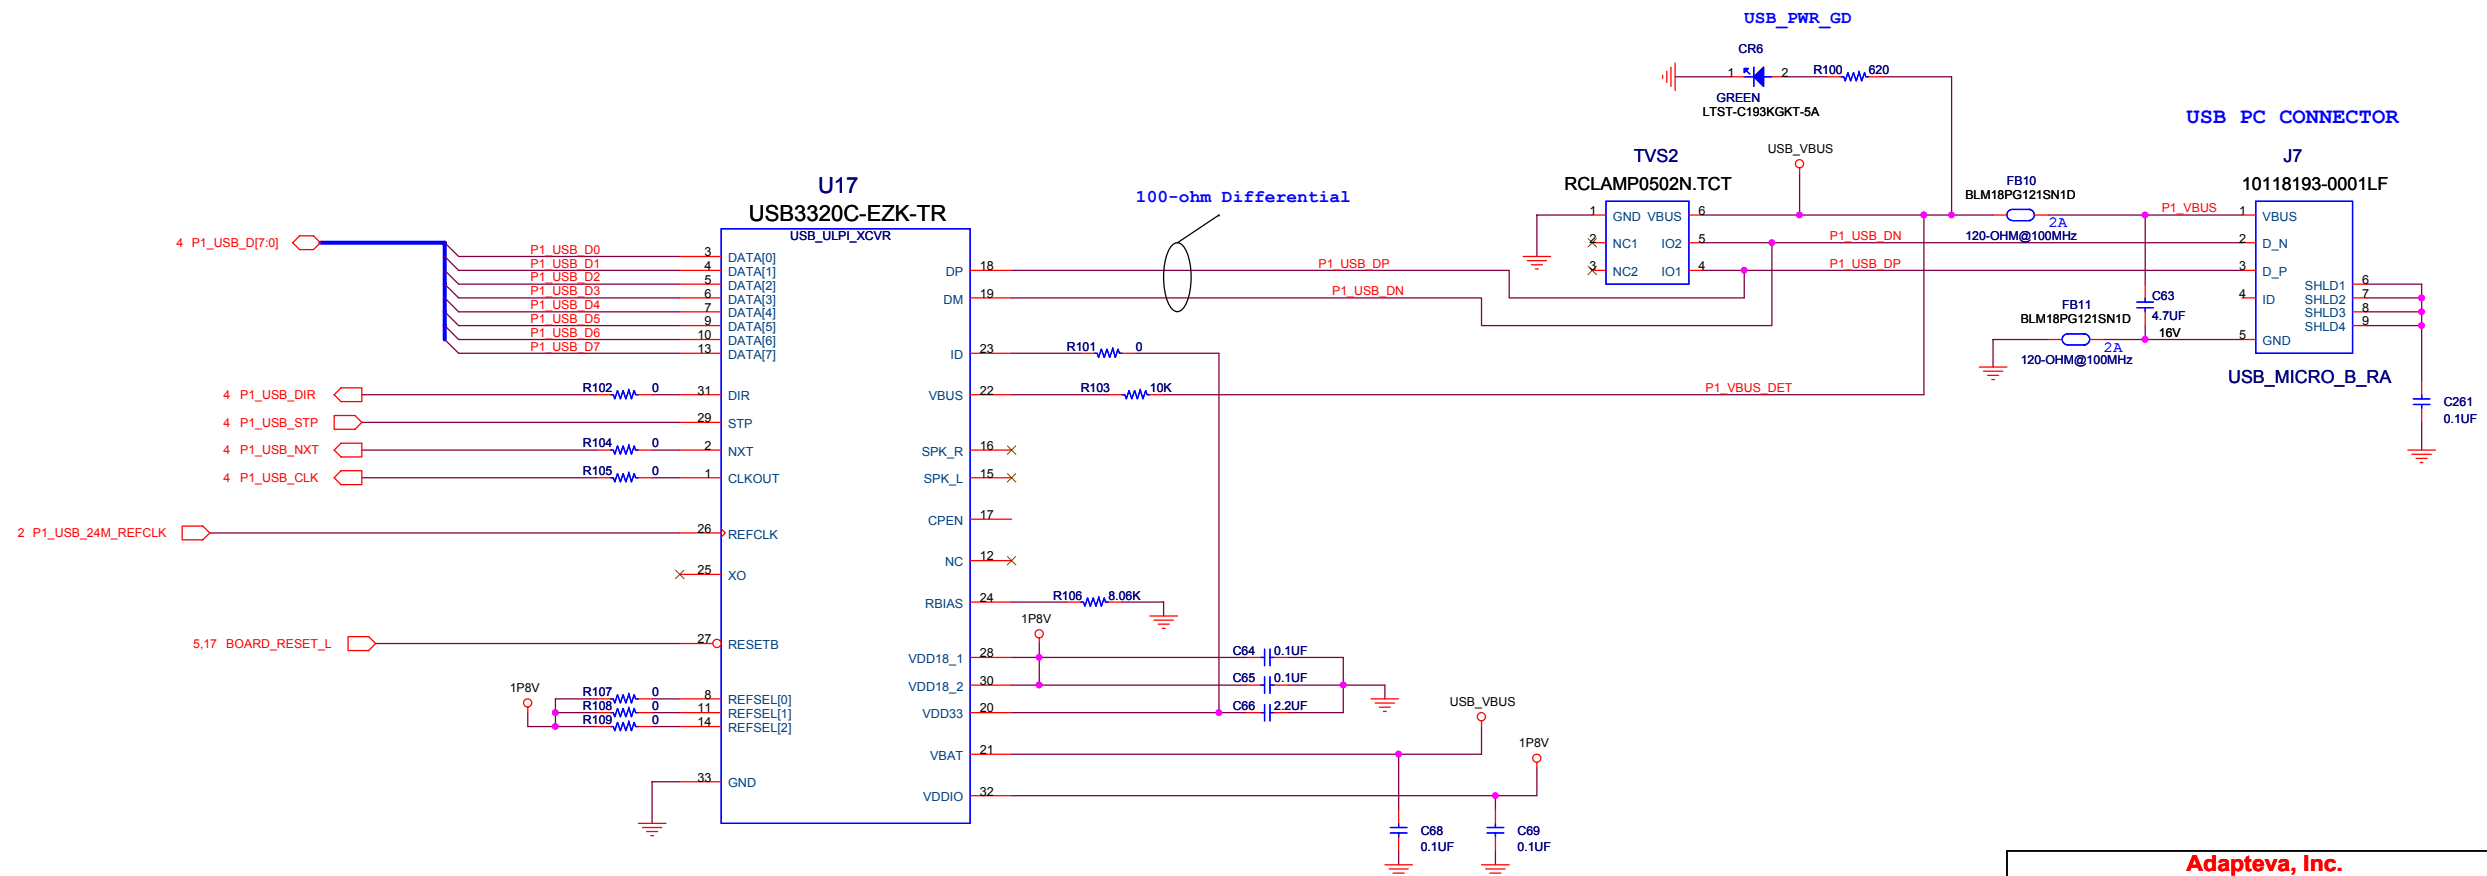 USB_PWR_GD
CR6
1 2 R100 620
GREEN
LTST-C193KGKT-5A
USB PC CONNECTOR
TVS2
RCLAMP0502N.TCT
USB_VBUS
J7
10118193-0001LF
FB10
BLM18PG121SN1D
2A
120-OHM@100MHz
P1_VBUS
U17
USB3320C-EZK-TR
USB_ULPI_XCVR
100-ohm Differential
1 GND VBUS 6
2 NC1 IO2 5
3 NC2 IO1 4
P1_USB_DN
P1_USB_DP
1 VBUS
2 D_N
3 D_P
4 ID
5 GND
SHLD1 6
SHLD2 7
SHLD3 8
SHLD4 9
USB_MICRO_B_RA
C63
4.7UF
16V
FB11
BLM18PG121SN1D
2A
120-OHM@100MHz
C261
0.1UF
4 P1_USB_D[7:0]
P1_USB_D0 3 DATA[0]
P1_USB_D1 4 DATA[1]
P1_USB_D2 5 DATA[2]
P1_USB_D3 6 DATA[3]
P1_USB_D4 7 DATA[4]
P1_USB_D5 9 DATA[5]
P1_USB_D6 10 DATA[6]
P1_USB_D7 13 DATA[7]
4 P1_USB_DIR R102 0 31 DIR
4 P1_USB_STP 29 STP
4 P1_USB_NXT R104 0 2 NXT
4 P1_USB_CLK R105 0 1 CLKOUT
2 P1_USB_24M_REFCLK 26 REFCLK
25 XO
5,17 BOARD_RESET_L 27 RESETB
1P8V
R107 0 8 REFSEL[0]
R108 0 11 REFSEL[1]
R109 0 14 REFSEL[2]
33 GND
DP 18 P1_USB_DP
DM 19 P1_USB_DN
ID 23 R101 0
VBUS 22 R103 10K P1_VBUS_DET
SPK_R 16
SPK_L 15
CPEN 17
NC 12
RBIAS 24 R106 8.06K
1P8V
VDD18_1 28 C64 0.1UF
VDD18_2 30 C65 0.1UF
VDD33 20 C66 2.2UF
USB_VBUS
VBAT 21
1P8V
VDDIO 32
C68
0.1UF
C69
0.1UF
Adapteva, Inc.